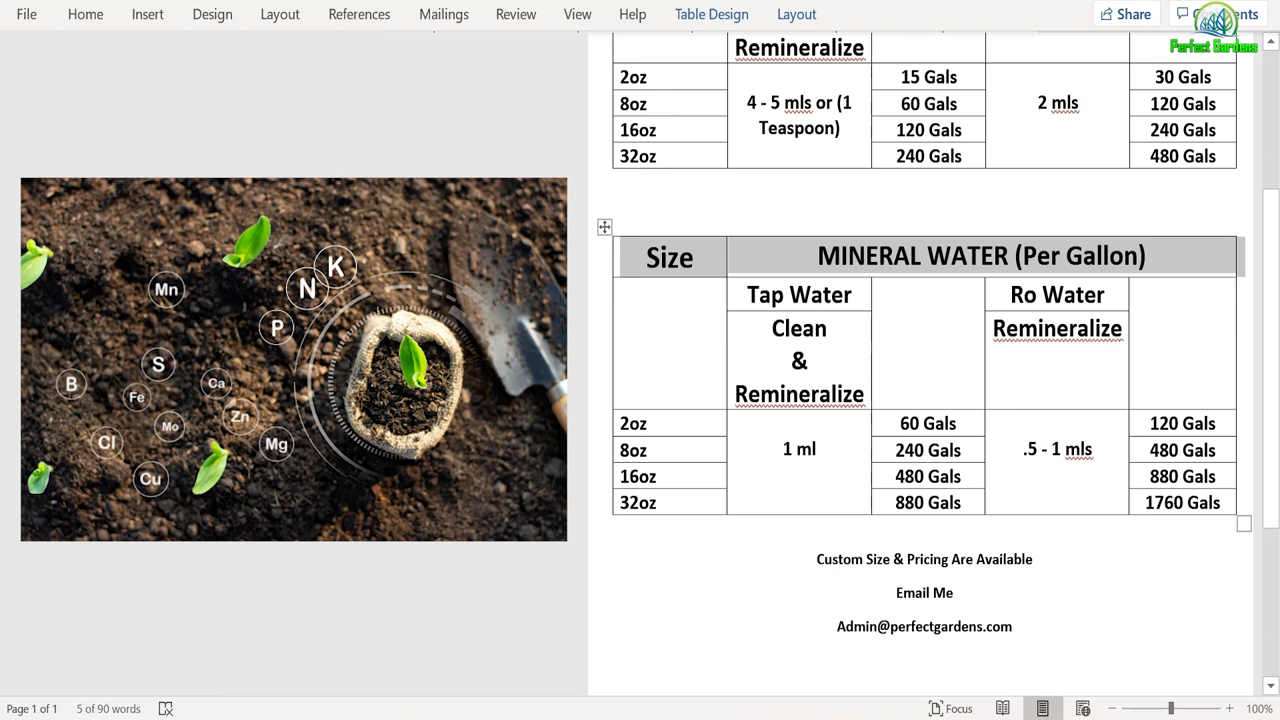 File Home Insert Design Layout References Mailings Review View Help Table Design Layout Share
Perfect Gardens
Remineralize
2oz 4 - 5 mls or (1 Teaspoon) 15 Gals 2 mls 30 Gals
8oz 60 Gals 120 Gals
16oz 120 Gals 240 Gals
32oz 240 Gals 480 Gals
Size MINERAL WATER (Per Gallon)
Tap Water Ro Water
Clean Remineralize
&
Remineralize
2oz 1 ml 60 Gals .5 - 1 mls 120 Gals
8oz 240 Gals 480 Gals
16oz 480 Gals 880 Gals
32oz 880 Gals 1760 Gals
Custom Size & Pricing Are Available
Email Me
Admin@perfectgardens.com
K
N
Mn
P
S
B
Fe
Ca
Zn
Mo
Cl
Mg
Cu
Page 1 of 1 5 of 90 words Focus 100%